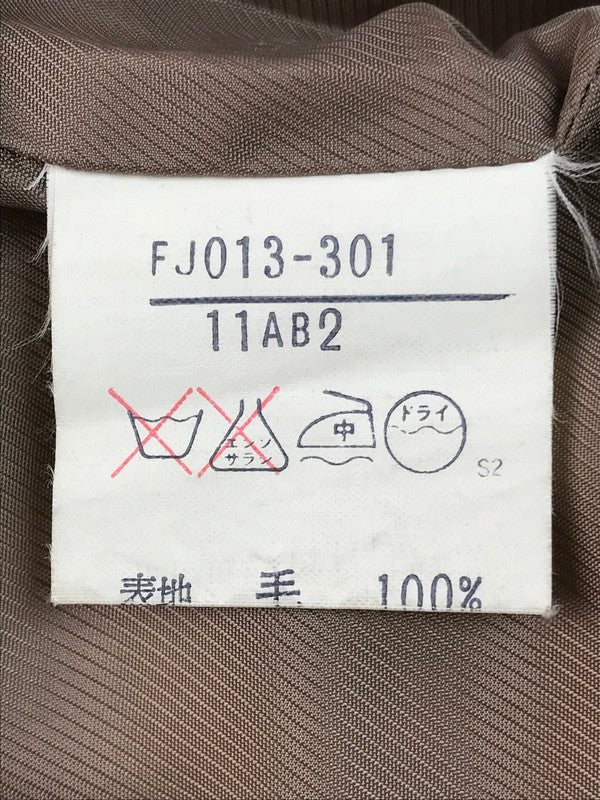 FJ013-301
11AB2
エンソ
サラシ
中
ドライ
S2
表地 毛 100%